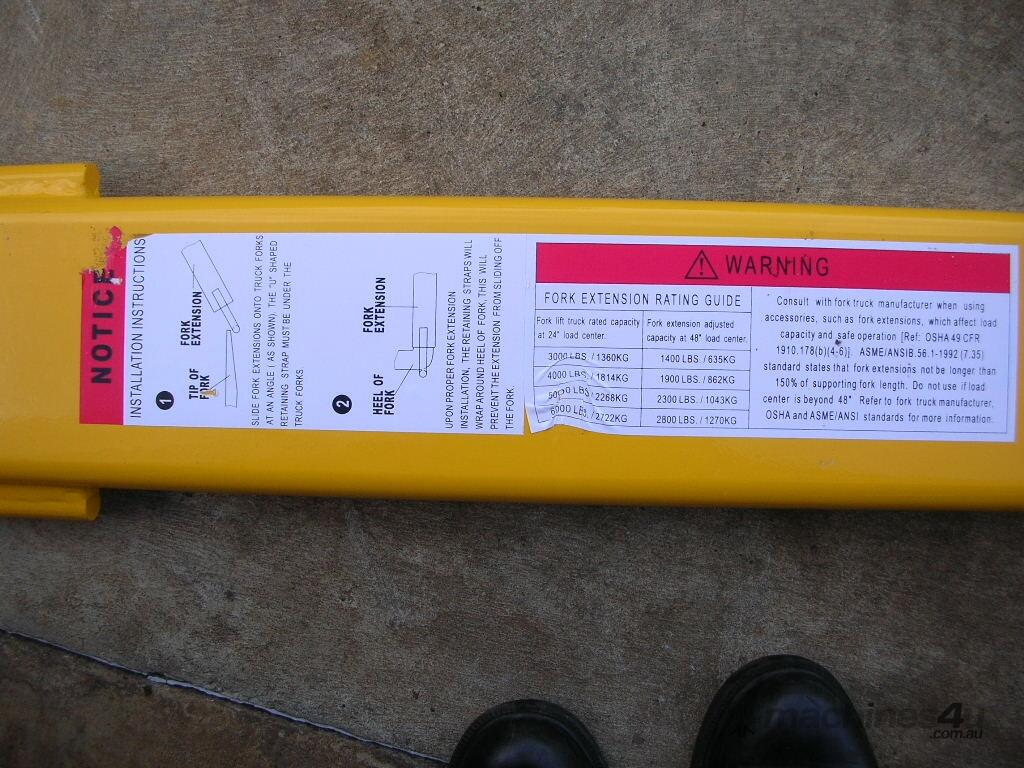 NOTICE
INSTALLATION INSTRUCTIONS
1
FORK
EXTENSION
TIP OF
FORK
SLIDE FORK EXTENSIONS ONTO TRUCK FORKS
AT AN ANGLE ( AS SHOWN), THE "U" SHAPED
RETAINING STRAP MUST BE UNDER THE
TRUCK FORKS
2
FORK
EXTENSION
HEEL OF
FORK
UPON PROPER FORK EXTENSION
INSTALLATION, THE RETAINING STRAPS WILL
WRAP AROUND HEEL OF FORK, THIS WILL
PREVENT THE EXTENSION FROM SLIDING OFF
THE FORK
WARNING
FORK EXTENSION RATING GUIDE
Fork lift truck rated capacity
at 24" load center.
Fork extension adjusted
capacity at 48" load center.
3000 LBS. / 1360KG
1400 LBS. / 635KG
4000 LBS. / 1814KG
1900 LBS. / 862KG
5000 LBS. / 2268KG
2300 LBS. / 1043KG
6000 LBS. / 2722KG
2800 LBS. / 1270KG
Consult with fork truck manufacturer when using
accessories, such as fork extensions, which affect load
capacity and safe operation [Ref: OSHA 49 CFR
1910.178(b)(4-6)]. ASME/ANSIB 56.1-1992 (7.35)
standard states that fork extensions not be longer than
150% of supporting fork length. Do not use if load
center is beyond 48" Refer to fork truck manufacturer,
OSHA and ASME/ANSI standards for more information.
machines4u
.com.au